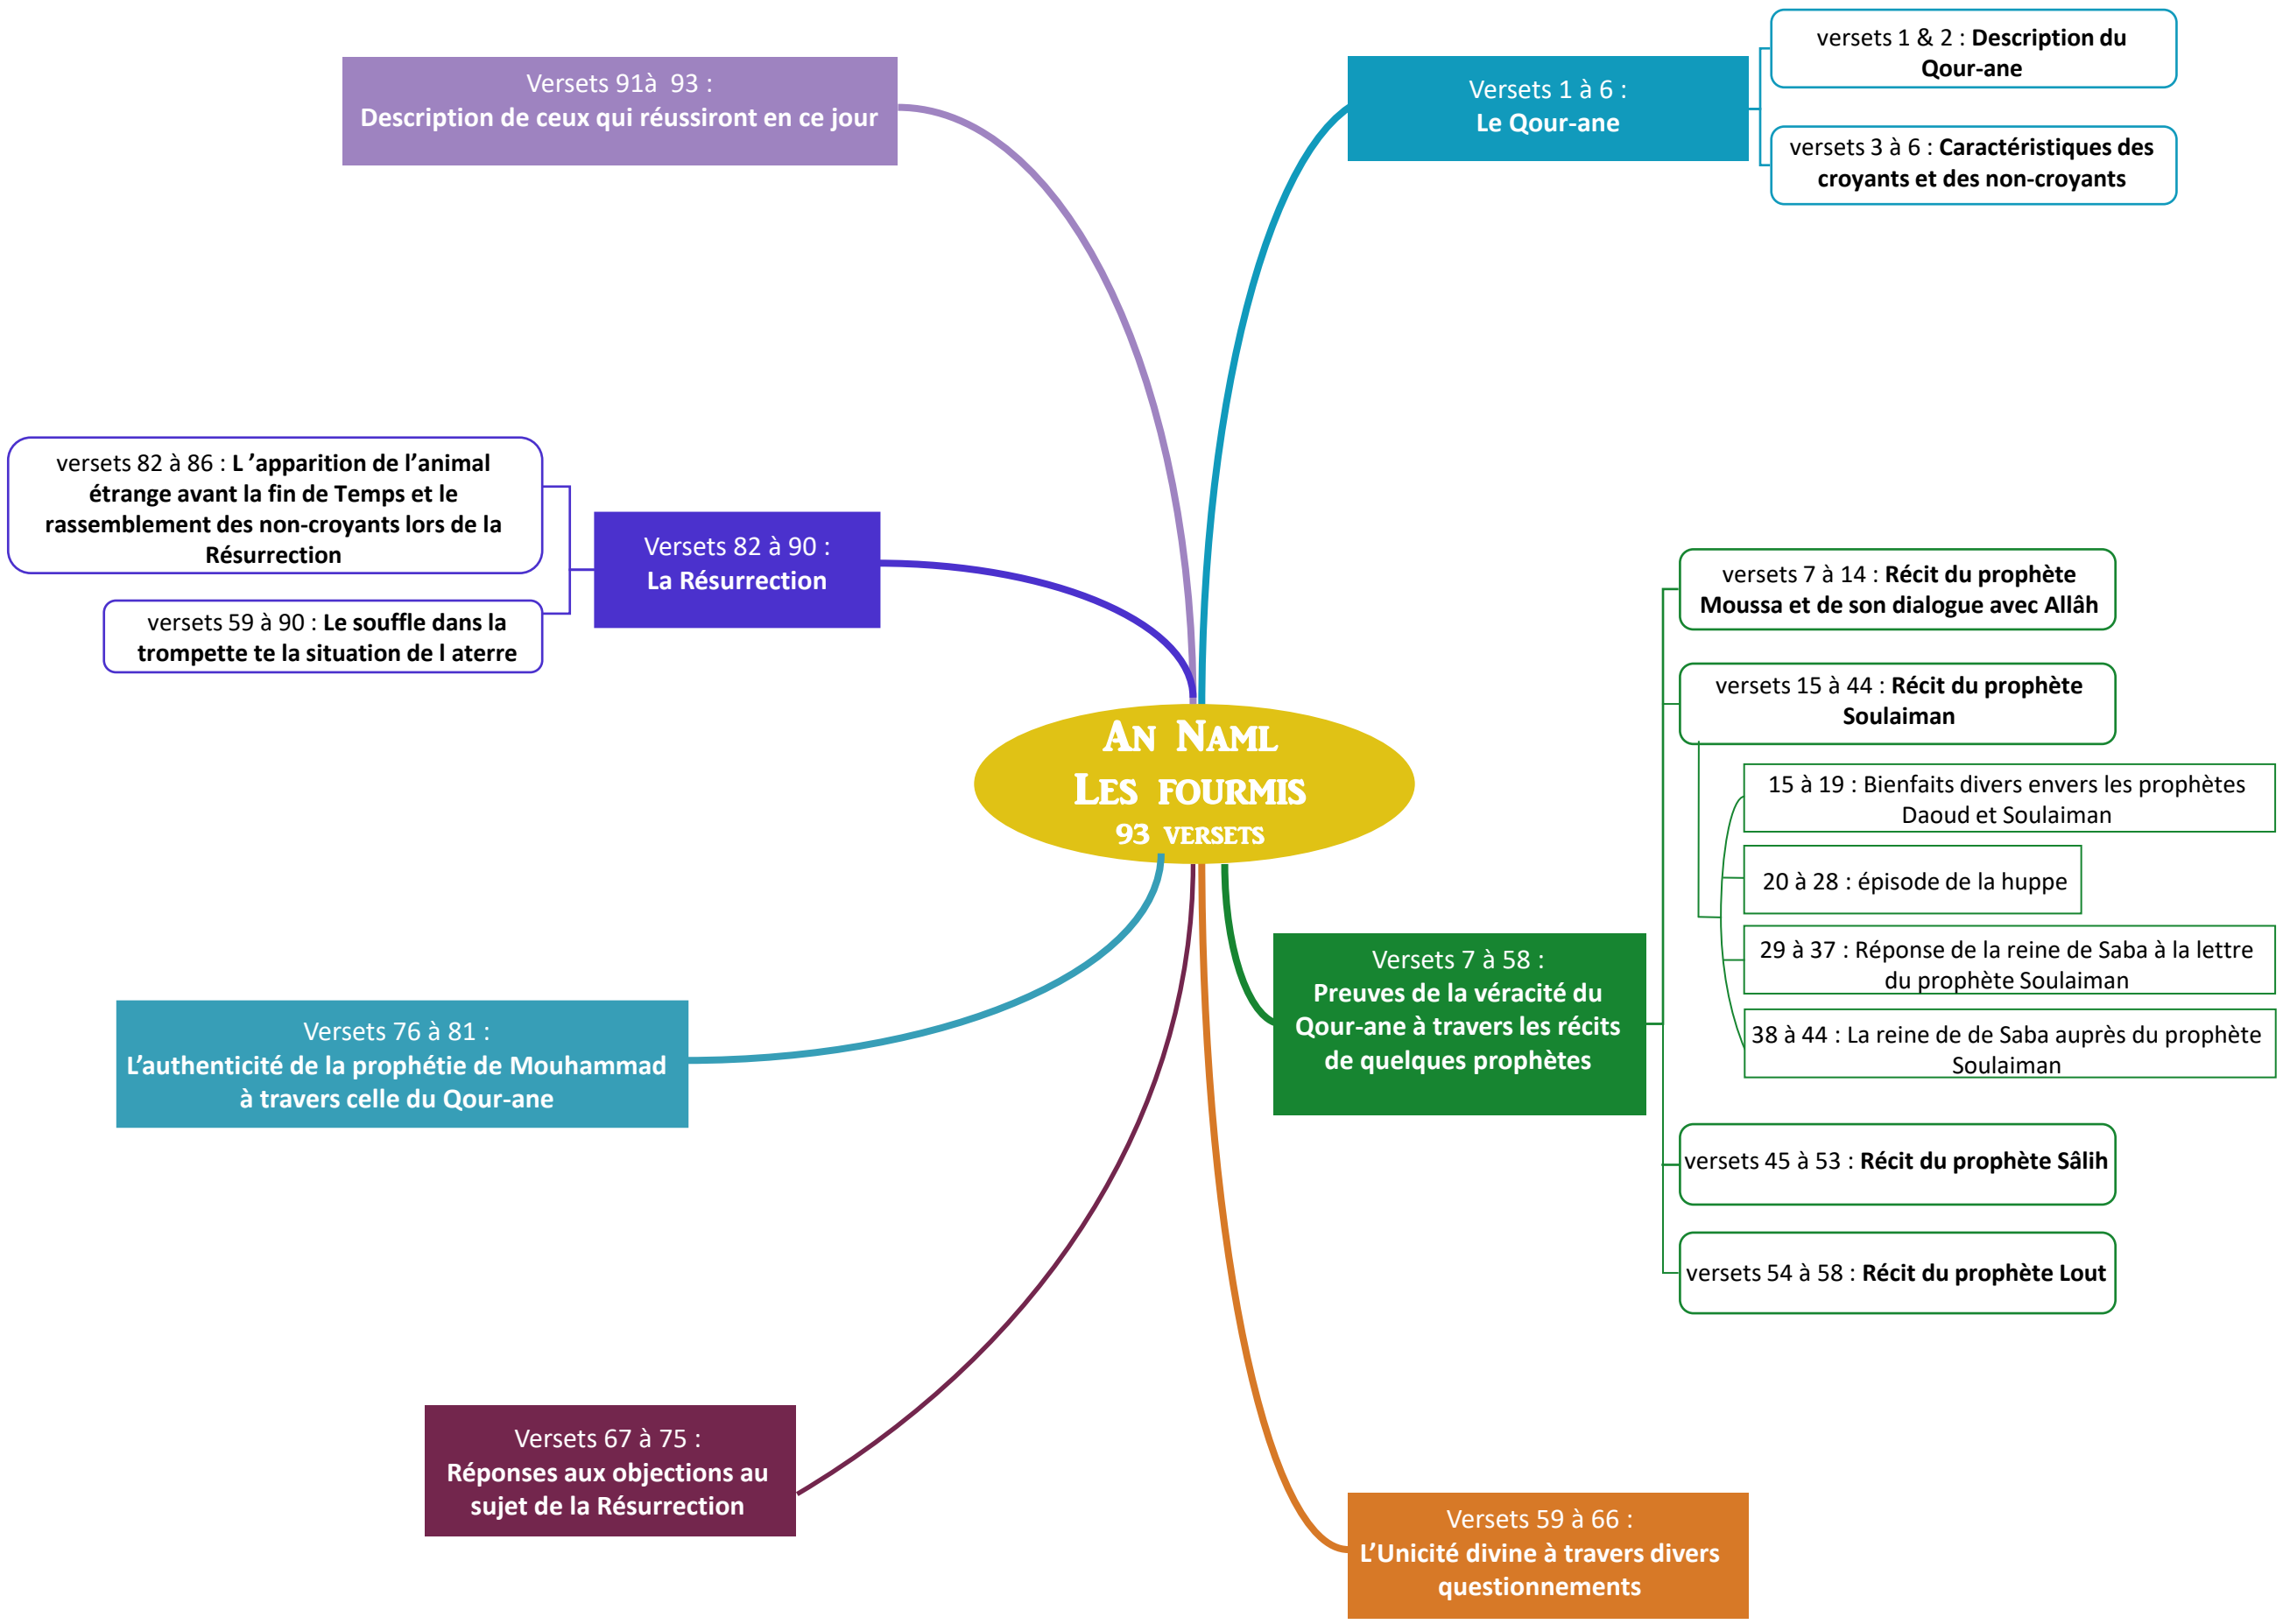 An Naml
Les fourmis
93 versets
Versets 1 à 6 :
Le Qour-ane
versets 1 & 2 : Description du
Qour-ane
versets 3 à 6 : Caractéristiques des
croyants et des non-croyants
Versets 7 à 58 :
Preuves de la véracité du
Qour-ane à travers les récits
de quelques prophètes
versets 7 à 14 : Récit du prophète
Moussa et de son dialogue avec Allâh
versets 15 à 44 : Récit du prophète
Soulaiman
15 à 19 : Bienfaits divers envers les prophètes
Daoud et Soulaiman
20 à 28 : épisode de la huppe
29 à 37 : Réponse de la reine de Saba à la lettre
du prophète Soulaiman
38 à 44 : La reine de de Saba auprès du prophète
Soulaiman
versets 45 à 53 : Récit du prophète Sâlih
versets 54 à 58 : Récit du prophète Lout
Versets 59 à 66 :
L’Unicité divine à travers divers
questionnements
Versets 67 à 75 :
Réponses aux objections au
sujet de la Résurrection
Versets 76 à 81 :
L’authenticité de la prophétie de Mouhammad
à travers celle du Qour-ane
Versets 82 à 90 :
La Résurrection
versets 82 à 86 : L ’apparition de l’animal
étrange avant la fin de Temps et le
rassemblement des non-croyants lors de la
Résurrection
versets 59 à 90 : Le souffle dans la
trompette te la situation de l aterre
Versets 91à  93 :
Description de ceux qui réussiront en ce jour